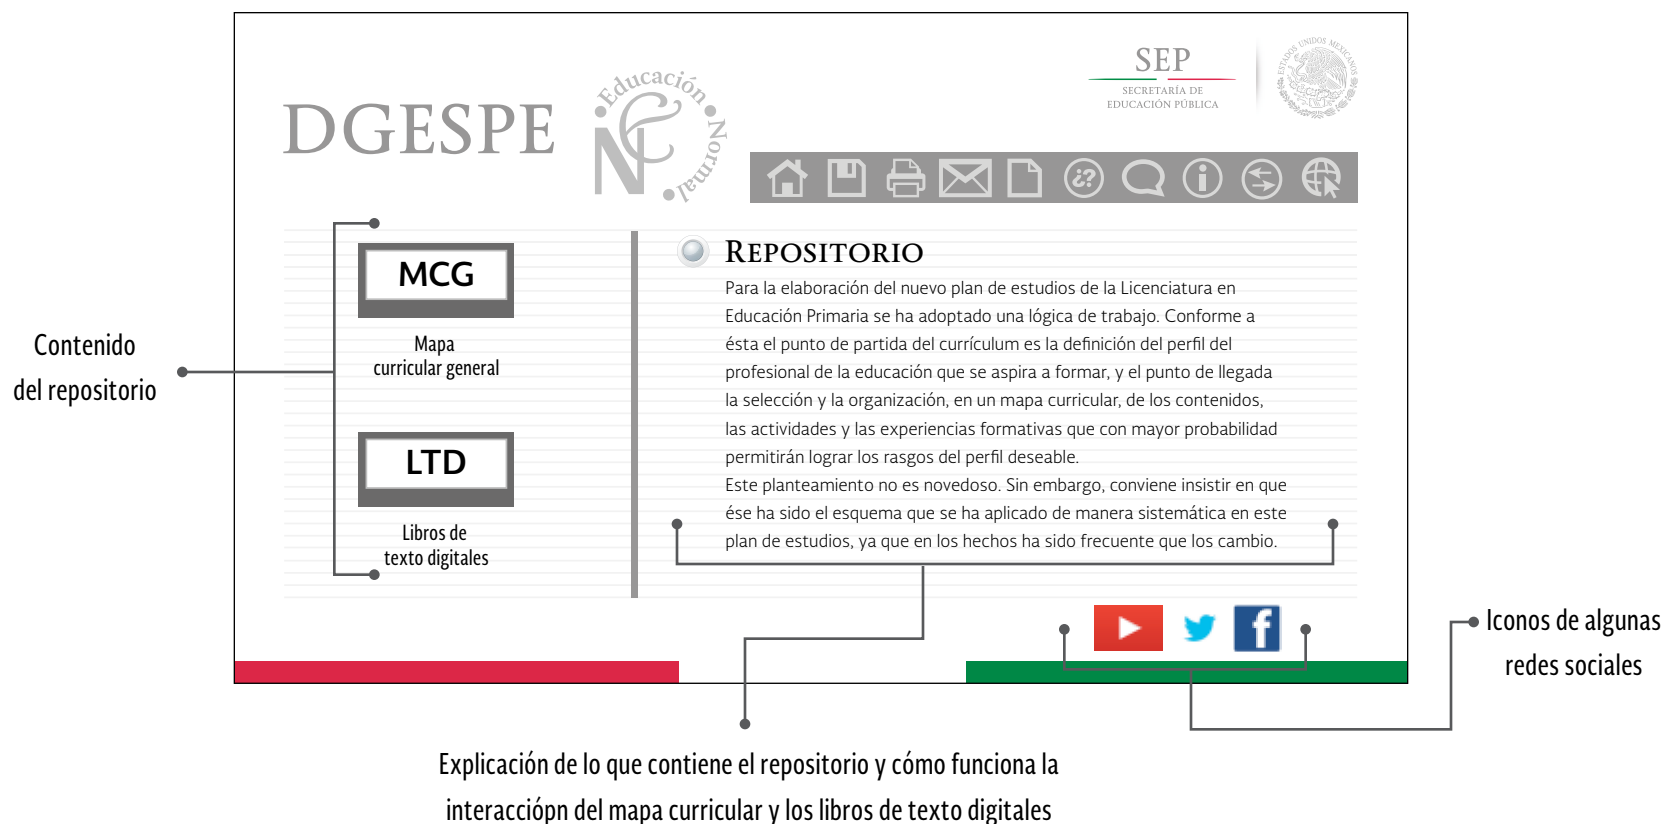 SEP
SECRETARÍA DE
EDUCACIÓN PÚBLICA
ESTADOS UNIDOS MEXICANOS
DGESPE
Educación Normal
¿?
REPOSITORIO
Para la elaboración del nuevo plan de estudios de la Licenciatura en
Educación Primaria se ha adoptado una lógica de trabajo. Conforme a
ésta el punto de partida del currículum es la definición del perfil del
profesional de la educación que se aspira a formar, y el punto de llegada
la selección y la organización, en un mapa curricular, de los contenidos,
las actividades y las experiencias formativas que con mayor probabilidad
permitirán lograr los rasgos del perfil deseable.
Este planteamiento no es novedoso. Sin embargo, conviene insistir en que
ése ha sido el esquema que se ha aplicado de manera sistemática en este
plan de estudios, ya que en los hechos ha sido frecuente que los cambio.
MCG
Mapa
curricular general
LTD
Libros de
texto digitales
Contenido
del repositorio
Iconos de algunas
redes sociales
Explicación de lo que contiene el repositorio y cómo funciona la
interacciópn del mapa curricular y los libros de texto digitales